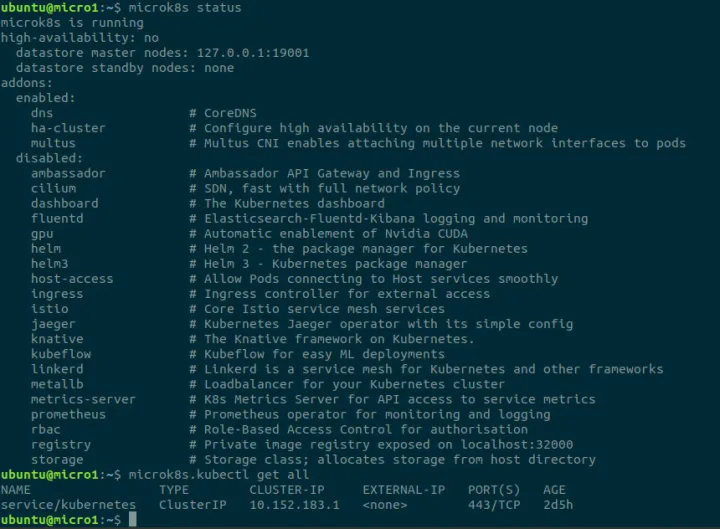 ubuntu@micro1:~$ microk8s status
microk8s is running
high-availability: no
  datastore master nodes: 127.0.0.1:19001
  datastore standby nodes: none
addons:
  enabled:
    dns                  # CoreDNS
    ha-cluster           # Configure high availability on the current node
    multus               # Multus CNI enables attaching multiple network interfaces to pods
  disabled:
    ambassador           # Ambassador API Gateway and Ingress
    cilium               # SDN, fast with full network policy
    dashboard            # The Kubernetes dashboard
    fluentd              # Elasticsearch-Fluentd-Kibana logging and monitoring
    gpu                  # Automatic enablement of Nvidia CUDA
    helm                 # Helm 2 - the package manager for Kubernetes
    helm3                # Helm 3 - Kubernetes package manager
    host-access          # Allow Pods connecting to Host services smoothly
    ingress              # Ingress controller for external access
    istio                # Core Istio service mesh services
    jaeger               # Kubernetes Jaeger operator with its simple config
    knative              # The Knative framework on Kubernetes.
    kubeflow             # Kubeflow for easy ML deployments
    linkerd              # Linkerd is a service mesh for Kubernetes and other frameworks
    metallb              # Loadbalancer for your Kubernetes cluster
    metrics-server       # K8s Metrics Server for API access to service metrics
    prometheus           # Prometheus operator for monitoring and logging
    rbac                 # Role-Based Access Control for authorisation
    registry             # Private image registry exposed on localhost:32000
    storage              # Storage class; allocates storage from host directory
ubuntu@micro1:~$ microk8s.kubectl get all
NAME                 TYPE        CLUSTER-IP     EXTERNAL-IP   PORT(S)   AGE
service/kubernetes   ClusterIP   10.152.183.1   <none>        443/TCP   2d5h
ubuntu@micro1:~$